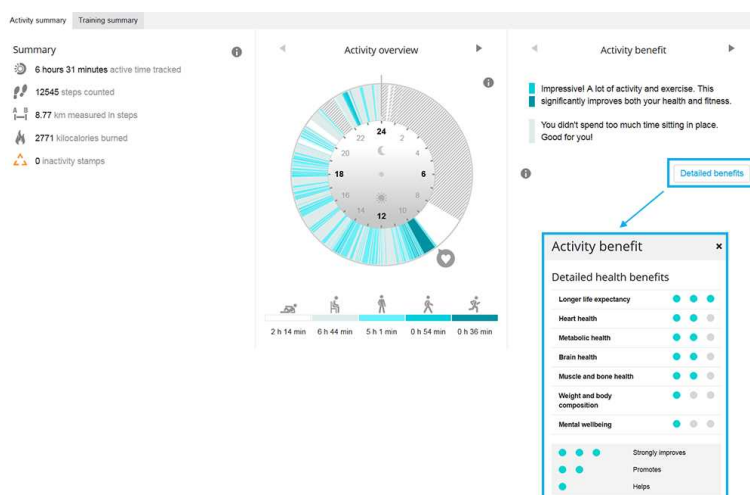 Activity summary
Training summary
Summary
6 hours 31 minutes active time tracked
12545 steps counted
A B
8.77 km measured in steps
2771 kilocalories burned
0 inactivity stamps
Activity overview
24
22
2
20
4
18
6
16
8
14
10
12
2 h 14 min
6 h 44 min
5 h 1 min
0 h 54 min
0 h 36 min
Activity benefit
Impressive! A lot of activity and exercise. This
significantly improves both your health and fitness.
You didn't spend too much time sitting in place.
Good for you!
Detailed benefits
Activity benefit
×
Detailed health benefits
Longer life expectancy
Heart health
Metabolic health
Brain health
Muscle and bone health
Weight and body
composition
Mental wellbeing
Strongly improves
Promotes
Helps